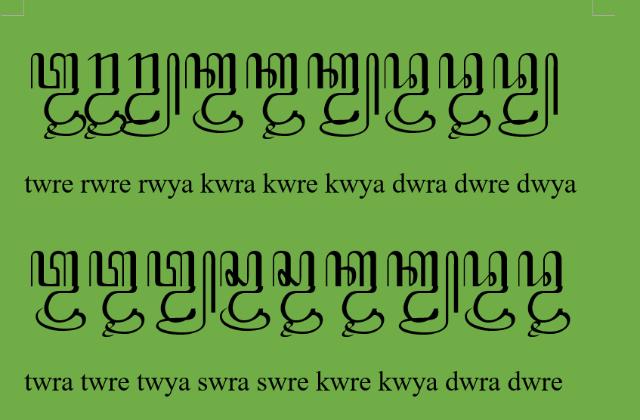 ꦠ꧀ꦮꦽꦫ꧀ꦮꦽꦫ꧀ꦮꦾꦏ꧀ꦮꦿꦏ꧀ꦮꦽꦏ꧀ꦮꦾꦢ꧀ꦮꦿꦢ꧀ꦮꦽꦢ꧀ꦮꦾ
twre rwre rwya kwra kwre kwya dwra dwre dwya
ꦠ꧀ꦮꦿꦠ꧀ꦮꦽꦠ꧀ꦮꦾꦱ꧀ꦮꦿꦱ꧀ꦮꦽꦏ꧀ꦮꦽꦏ꧀ꦮꦾꦢ꧀ꦮꦿꦢ꧀ꦮꦽ
twra twre twya swra swre kwre kwya dwra dwre